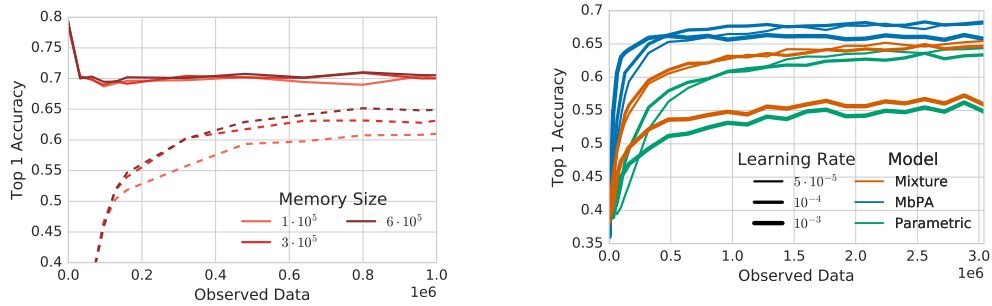 0.8
0.75
0.7
0.65
0.6
0.55
0.5
0.45
0.4
Top 1 Accuracy
Memory Size
1 · 10⁵
6 · 10⁵
3 · 10⁵
0.0
0.2
0.4
0.6
0.8
1.0
Observed Data
1e6
0.7
0.65
0.6
0.55
0.5
0.45
0.4
0.35
Top 1 Accuracy
Learning Rate
Model
5 · 10⁻⁵
Mixture
10⁻⁴
MbPA
10⁻³
Parametric
0.0
0.5
1.0
1.5
2.0
2.5
3.0
Observed Data
1e6